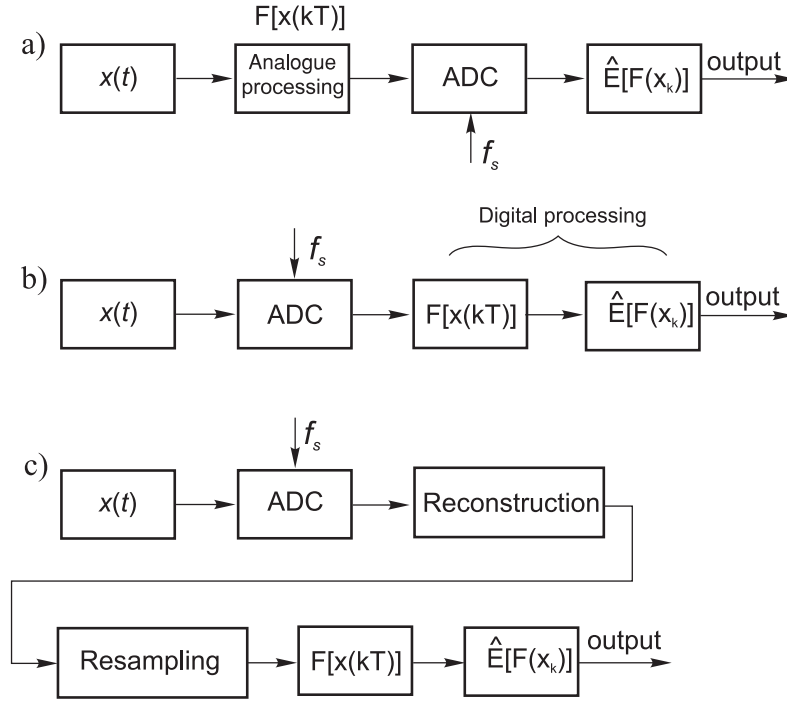 a)
F[x(kT)]
x(t)
Analogue
processing
ADC
Ê[F(xₖ)]
output
fₛ
Digital processing
b)
fₛ
x(t)
ADC
F[x(kT)]
Ê[F(xₖ)]
output
c)
fₛ
x(t)
ADC
Reconstruction
Resampling
F[x(kT)]
Ê[F(xₖ)]
output